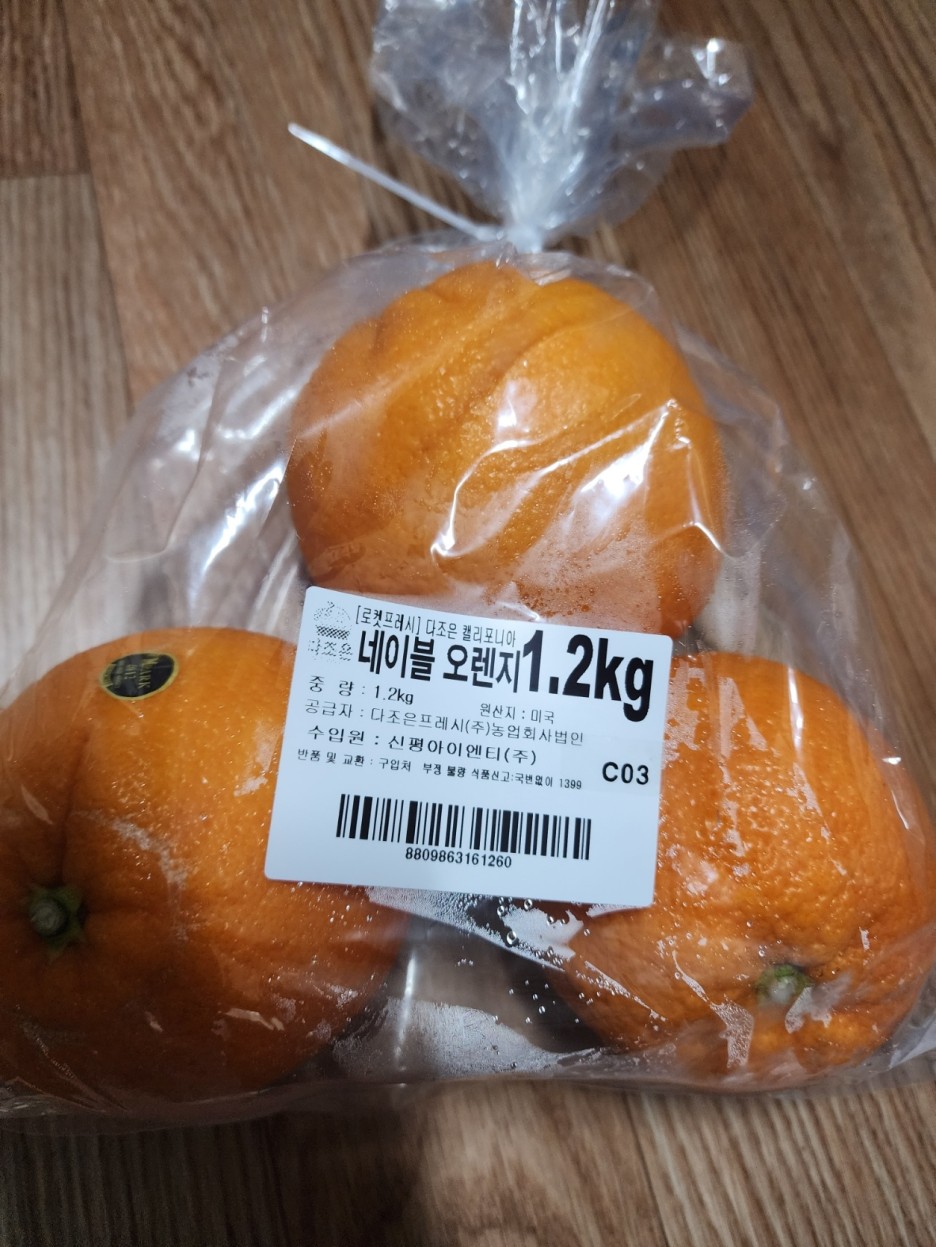 [로켓프레시] 다조은 캘리포니아
다조은
네이블 오렌지 1.2kg
중 량 : 1.2kg
원산지 : 미국
공급자 : 다조은프레시(주)농업회사법인
수입원 : 신평아이엔티(주)
반품 및 교환 : 구입처 부정 불량 식품신고:국번없이 1399
C03
8809863161260
MARK